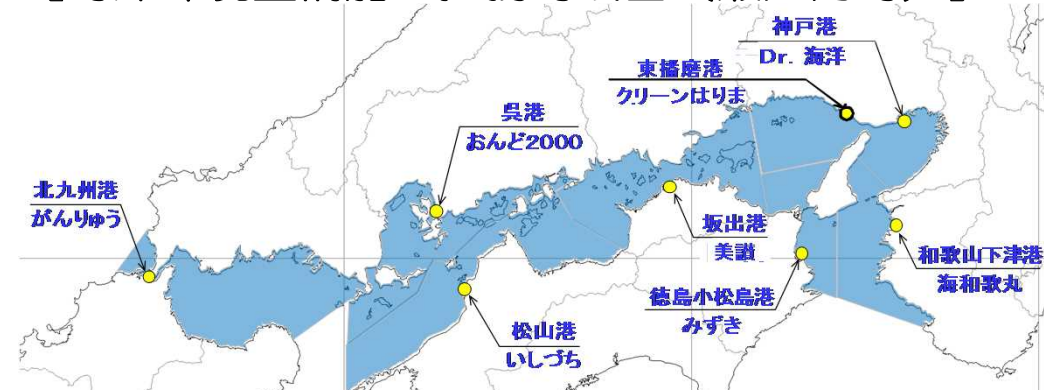 神戸港
Dr. 海洋
東播磨港
クリーンはりま
呉港
おんど2000
北九州港
がんりゅう
坂出港
美讃
和歌山下津港
海和歌丸
徳島小松島港
みずき
松山港
いしづち